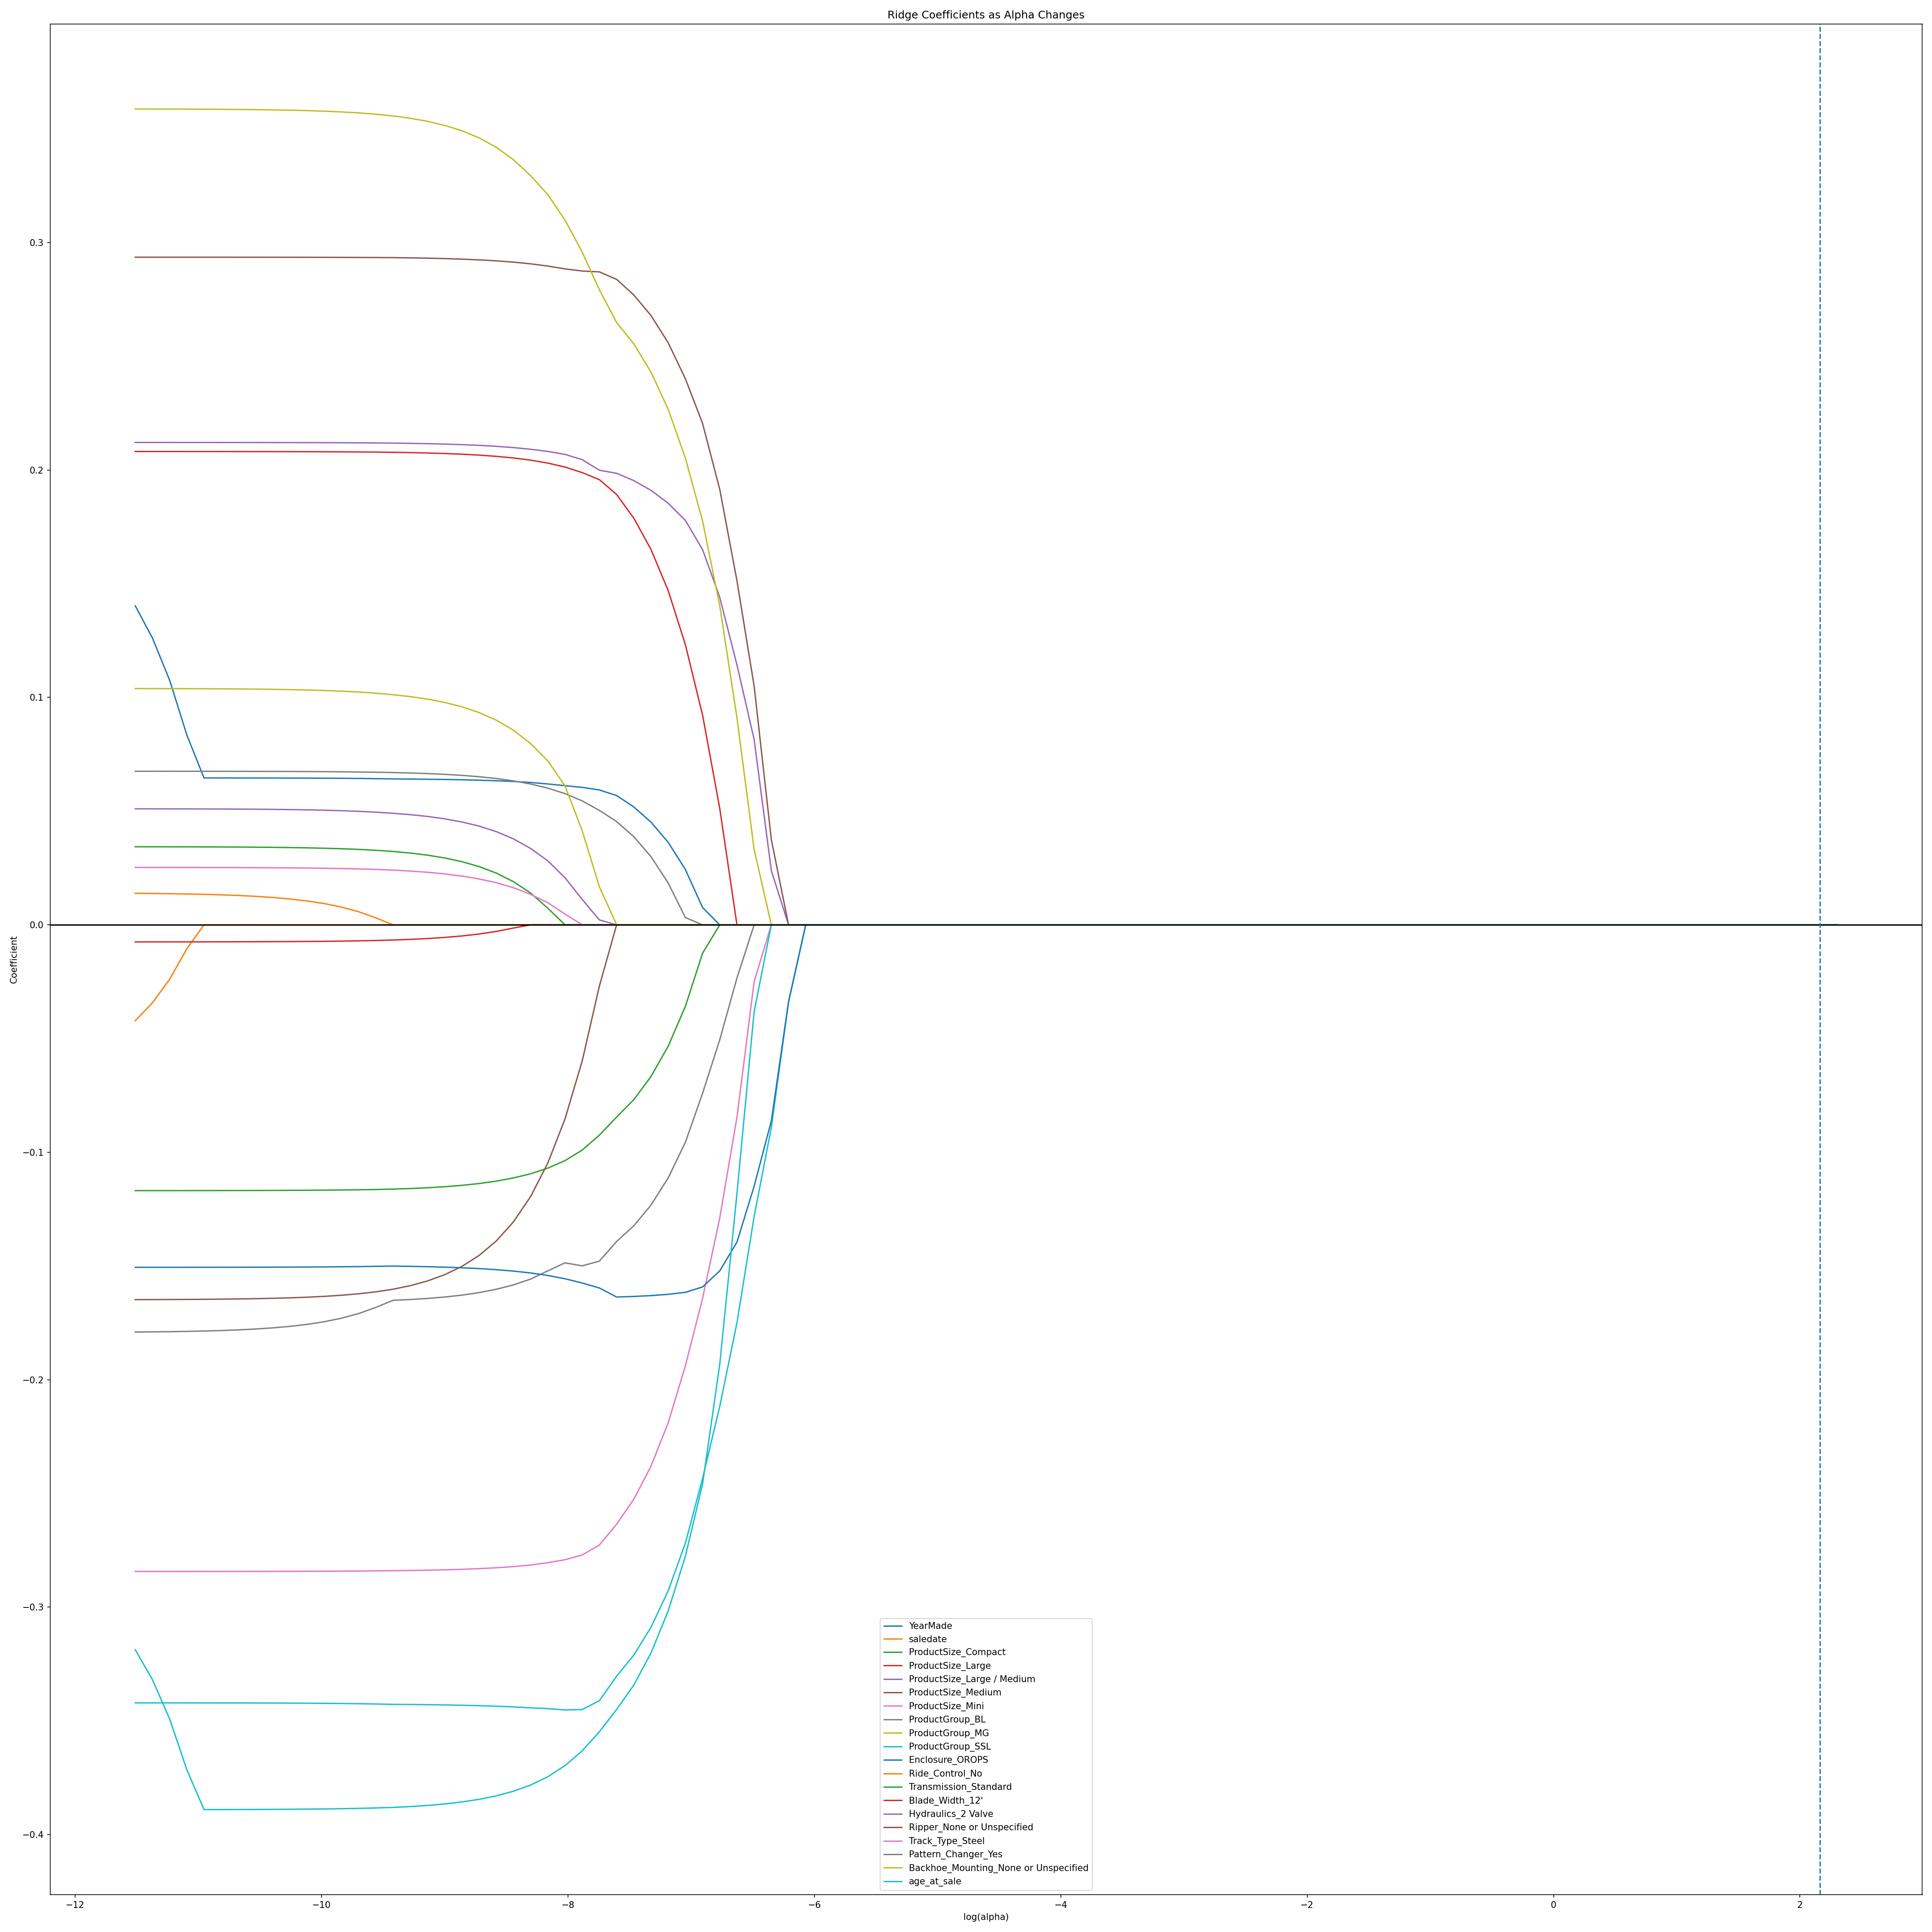 Ridge Coefficients as Alpha Changes
0.3
0.2
0.1
0.0
−0.1
−0.2
−0.3
−0.4
Coefficient
−12
−10
−8
−6
−4
−2
0
2
log(alpha)
YearMade
saledate
ProductSize_Compact
ProductSize_Large
ProductSize_Large / Medium
ProductSize_Medium
ProductSize_Mini
ProductGroup_BL
ProductGroup_MG
ProductGroup_SSL
Enclosure_OROPS
Ride_Control_No
Transmission_Standard
Blade_Width_12'
Hydraulics_2 Valve
Ripper_None or Unspecified
Track_Type_Steel
Pattern_Changer_Yes
Backhoe_Mounting_None or Unspecified
age_at_sale